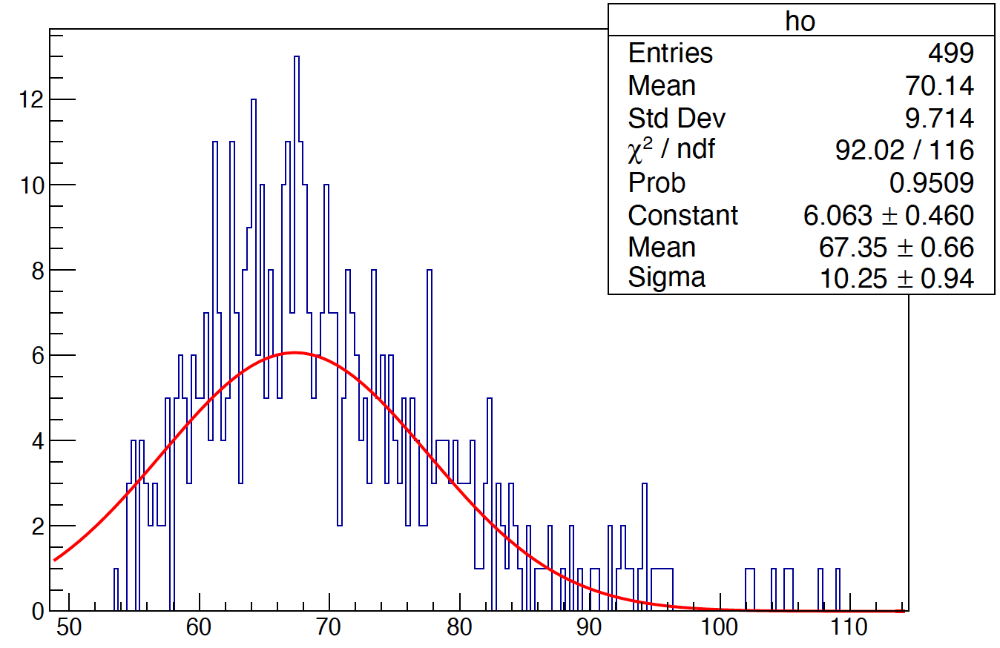 ho
Entries 499
Mean 70.14
Std Dev 9.714
χ² / ndf 92.02 / 116
Prob 0.9509
Constant 6.063 ± 0.460
Mean 67.35 ± 0.66
Sigma 10.25 ± 0.94
12
10
8
6
4
2
0
50 60 70 80 90 100 110